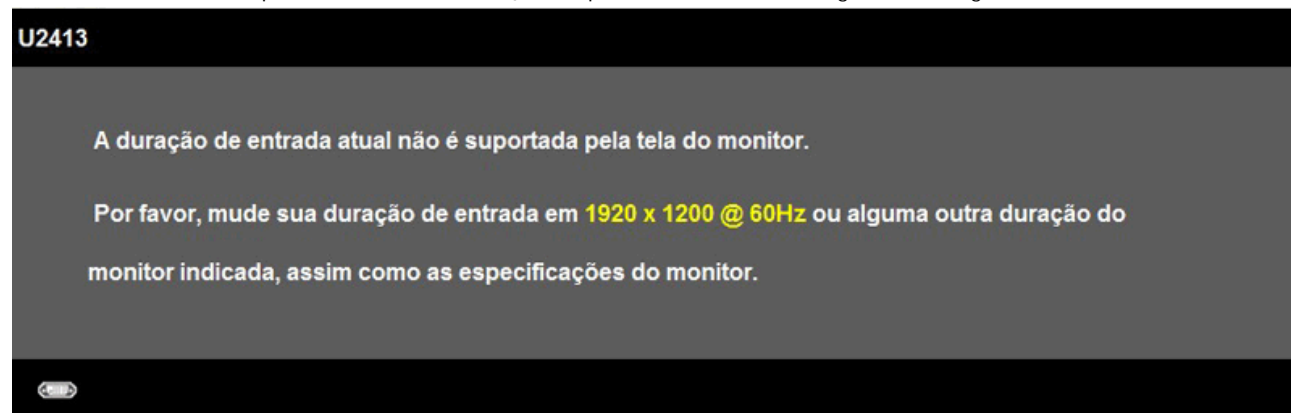 U2413
A duração de entrada atual não é suportada pela tela do monitor.
Por favor, mude sua duração de entrada em 1920 x 1200 @ 60Hz ou alguma outra duração do
monitor indicada, assim como as especificações do monitor.